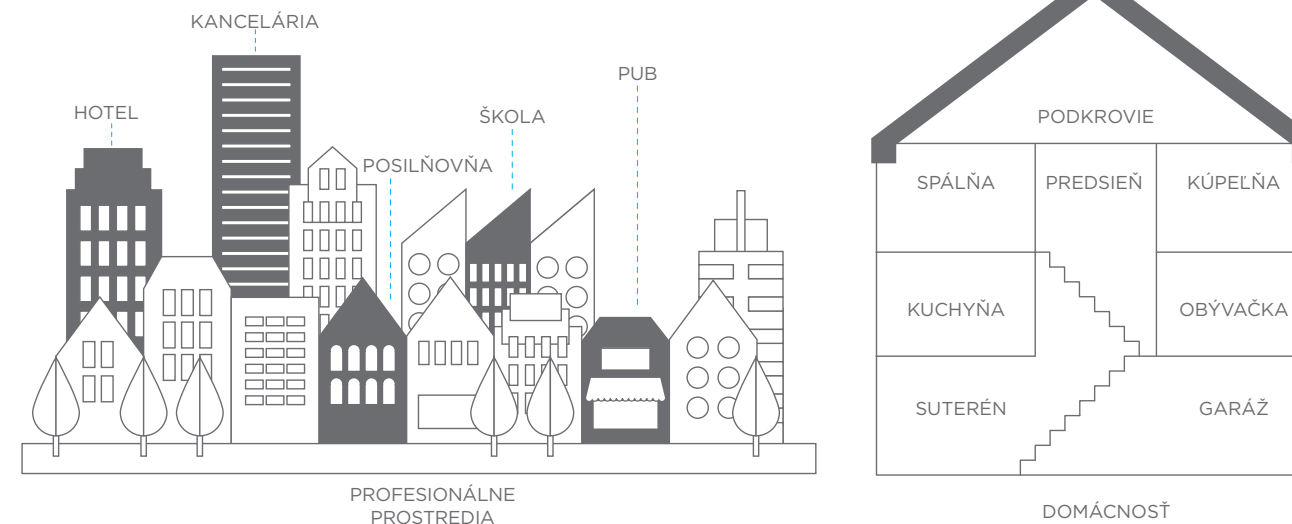 KANCELÁRIA
HOTEL
POSILŇOVŇA
ŠKOLA
PUB
PROFESIONÁLNE
PROSTREDIA
PODKROVIE
SPÁLŇA
PREDSIEŇ
KÚPEĽŇA
KUCHYŇA
OBÝVAČKA
SUTERÉN
GARÁŽ
DOMÁCNOSŤ